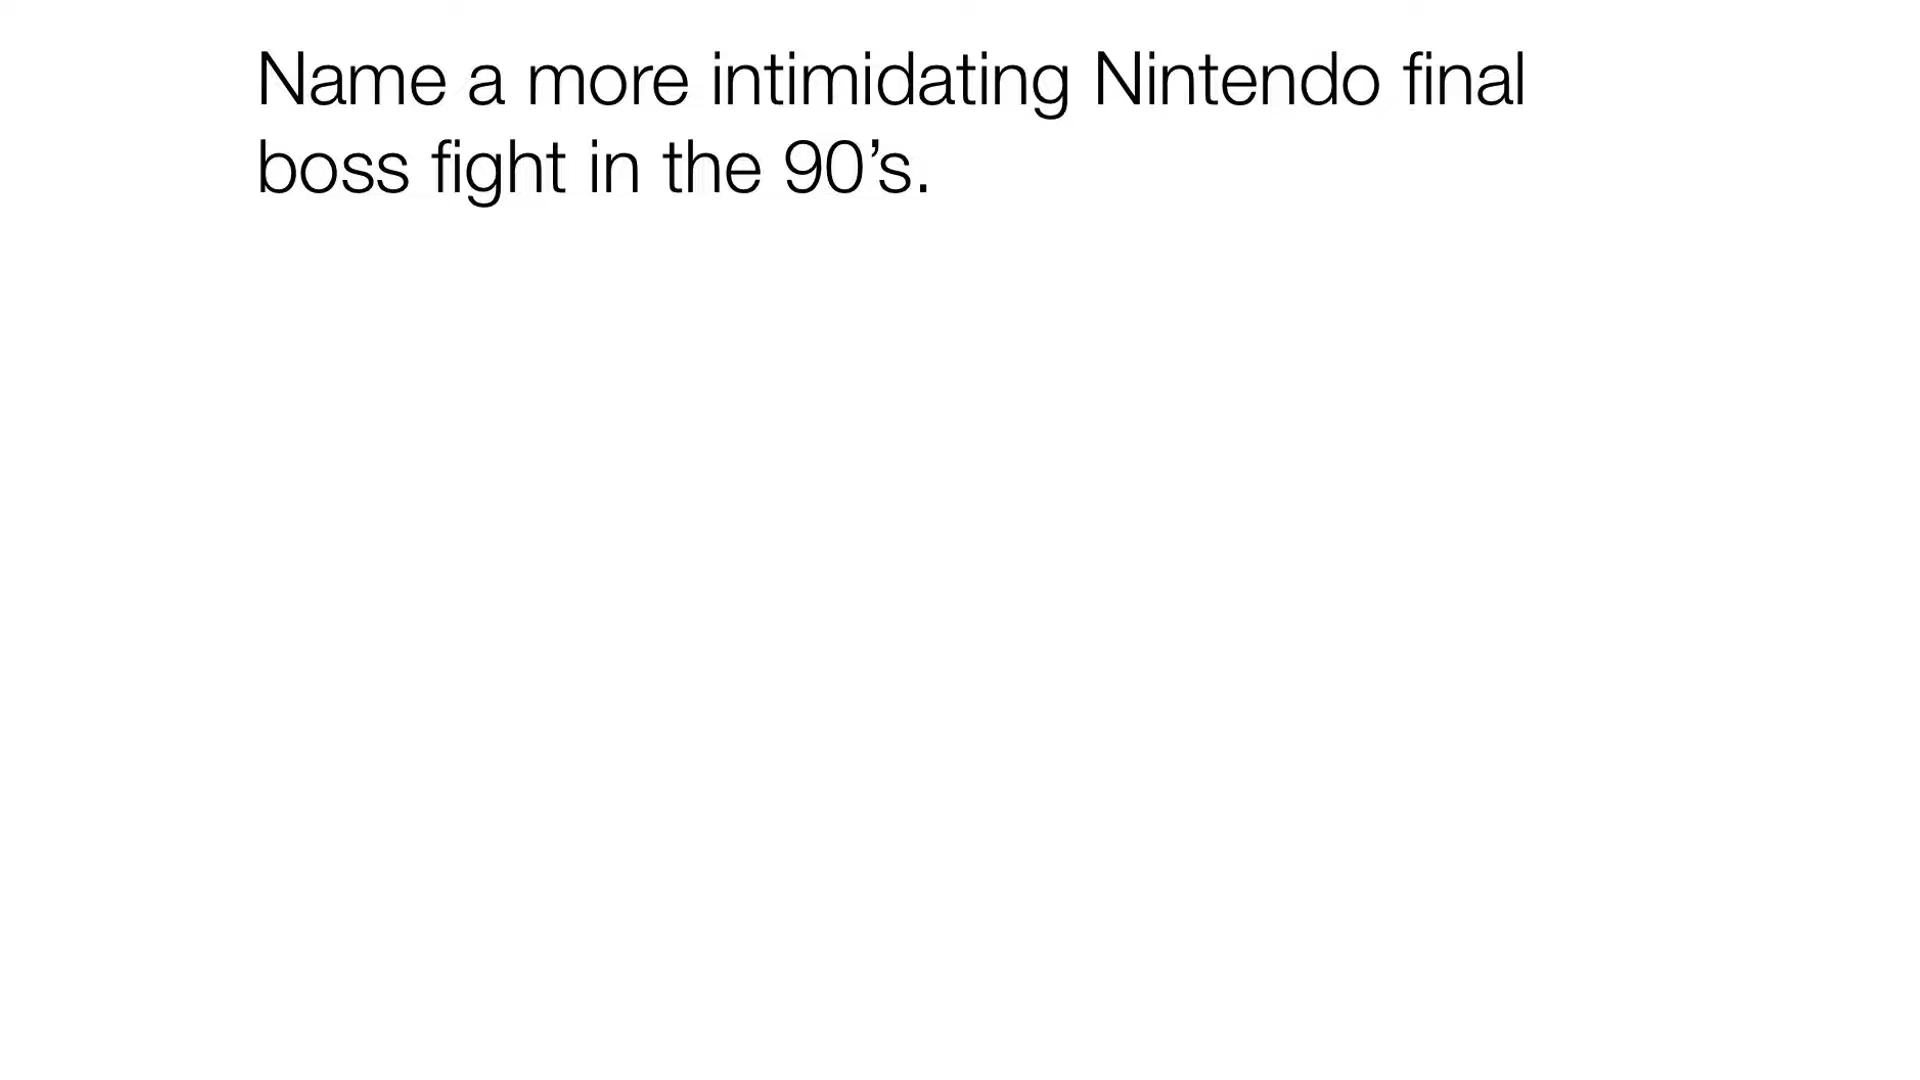 Name a more intimidating Nintendo final
boss fight in the 90’s.